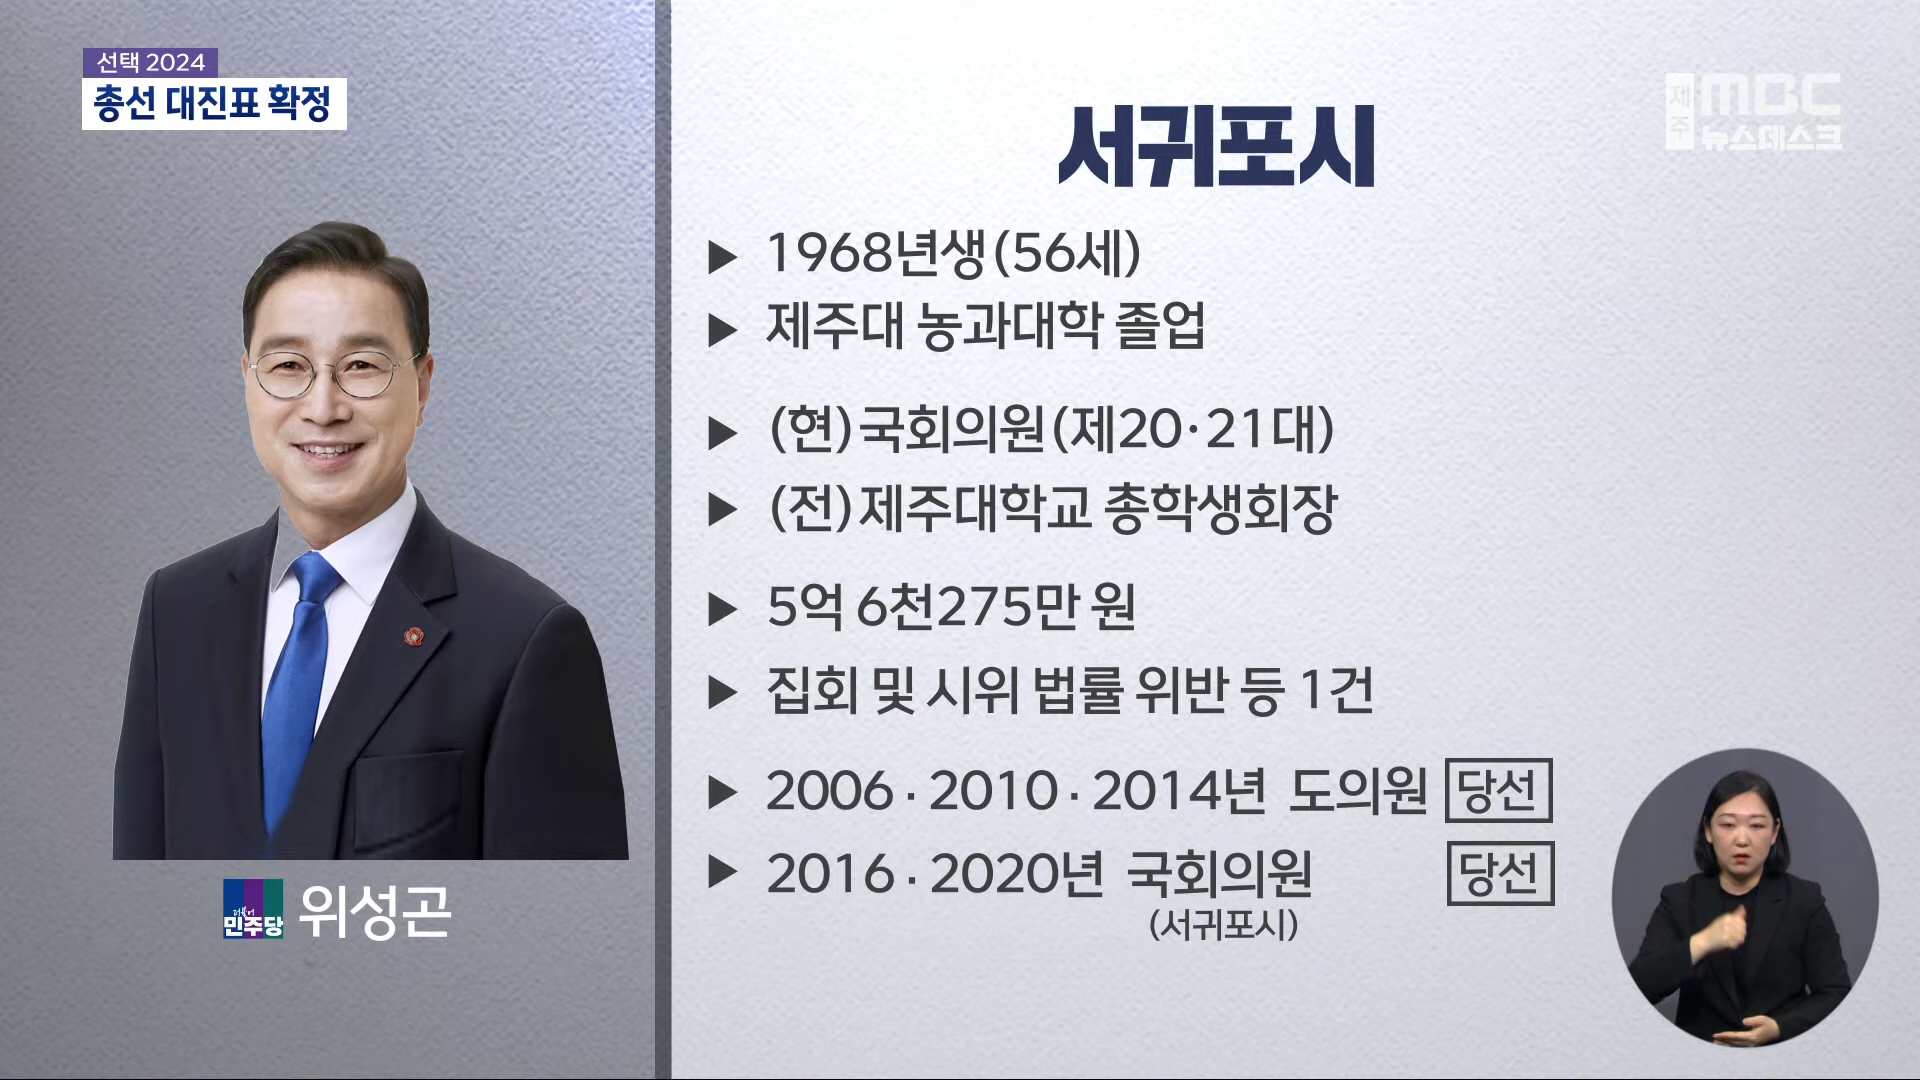 선택 2024
총선 대진표 확정
제주
MBC
뉴스데스크
서귀포시
▶ 1968년생(56세)
▶ 제주대 농과대학 졸업
▶ (현)국회의원(제20·21대)
▶ (전)제주대학교 총학생회장
▶ 5억 6천275만 원
▶ 집회 및 시위 법률 위반 등 1건
▶ 2006·2010·2014년 도의원 당선
▶ 2016·2020년 국회의원 당선
(서귀포시)
더불어
민주당
위성곤